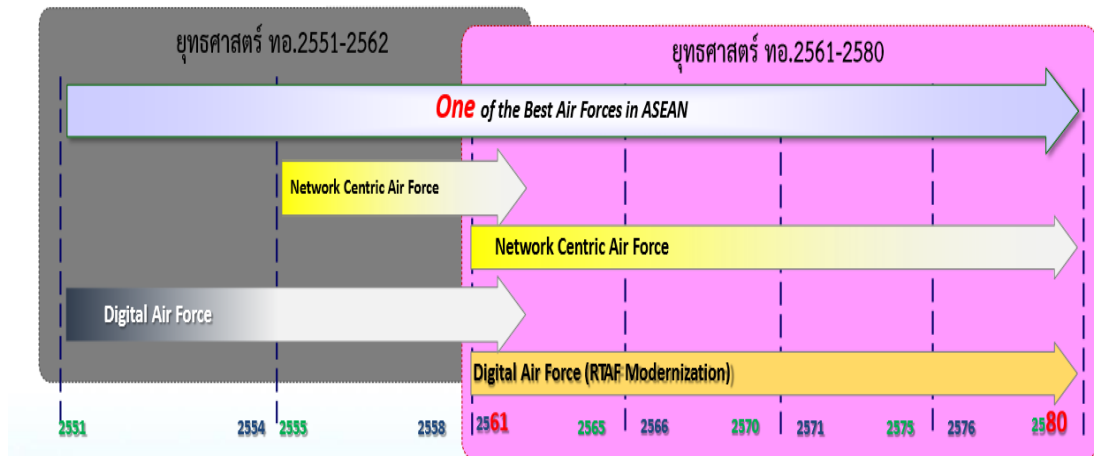 ยุทธศาสตร์ ทอ.2551-2562
ยุทธศาสตร์ ทอ.2561-2580
One of the Best Air Forces in ASEAN
Network Centric Air Force
Network Centric Air Force
Digital Air Force
Digital Air Force (RTAF Modernization)
2551 2554 2555 2558 2561 2565 2566 2570 2571 2575 2576 2580